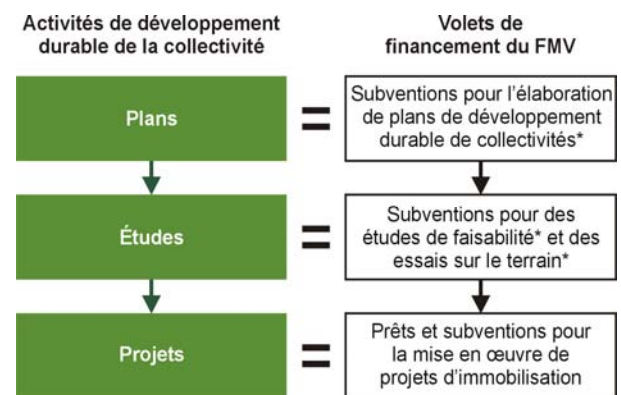 Activités de développement
durable de la collectivité
Volets de
financement du FMV
Plans
=
Subventions pour l'élaboration
de plans de développement
durable de collectivités*
Études
=
Subventions pour des
études de faisabilité* et des
essais sur le terrain*
Projets
=
Prêts et subventions pour
la mise en œuvre de
projets d'immobilisation